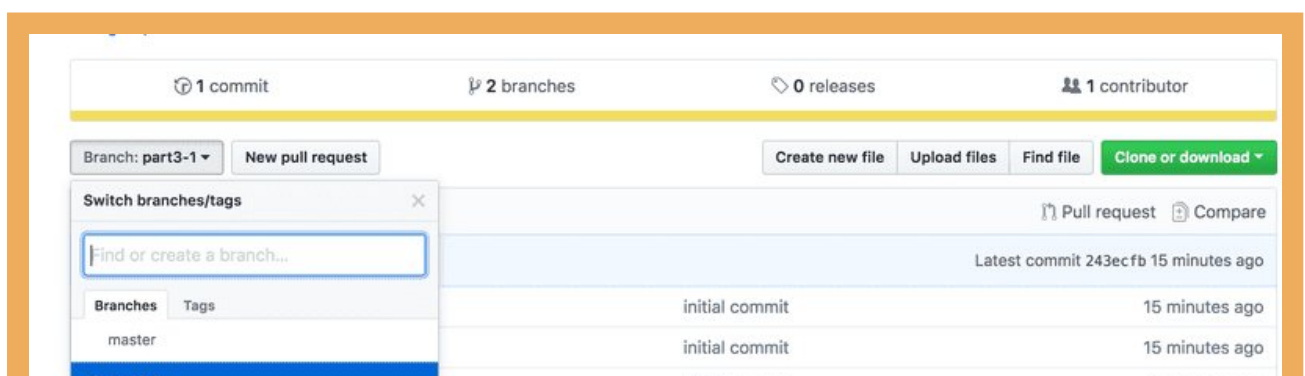 1 commit 2 branches 0 releases 1 contributor
Branch: part3-1 New pull request Create new file Upload files Find file Clone or download
Switch branches/tags
Pull request Compare
Find or create a branch...
Latest commit 243ecfb 15 minutes ago
Branches Tags
initial commit 15 minutes ago
master
initial commit 15 minutes ago